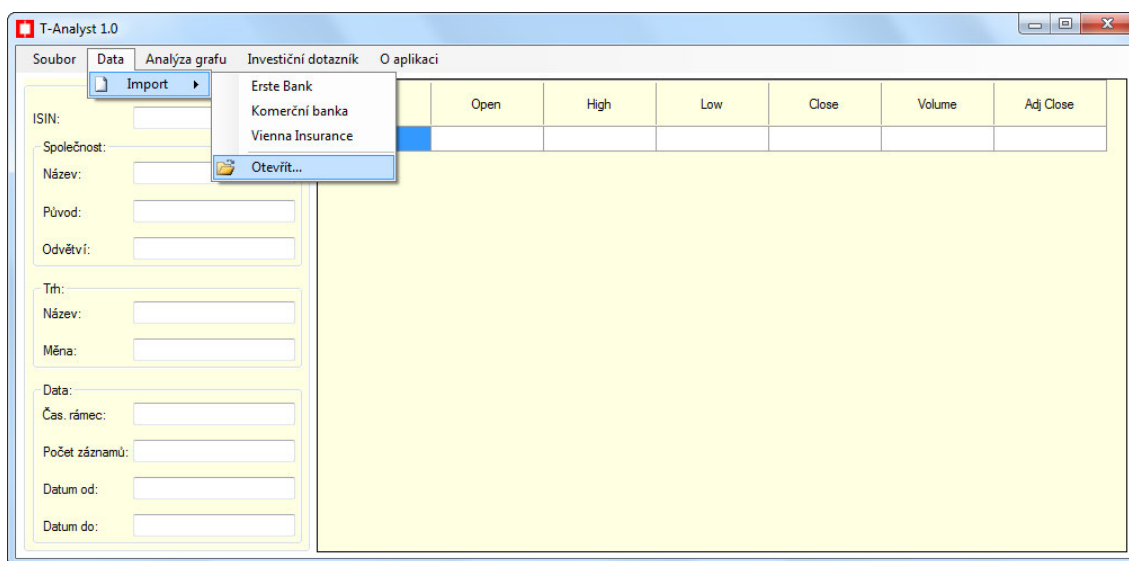 T-Analyst 1.0
Soubor Data Analýza grafu Investiční dotazník O aplikaci
Import
Erste Bank
Komerční banka
Vienna Insurance
Otevřít...
Open High Low Close Volume Adj Close
ISIN:
Společnost:
Název:
Původ:
Odvětví:
Trh:
Název:
Měna:
Data:
Čas. rámec:
Počet záznamů:
Datum od:
Datum do: